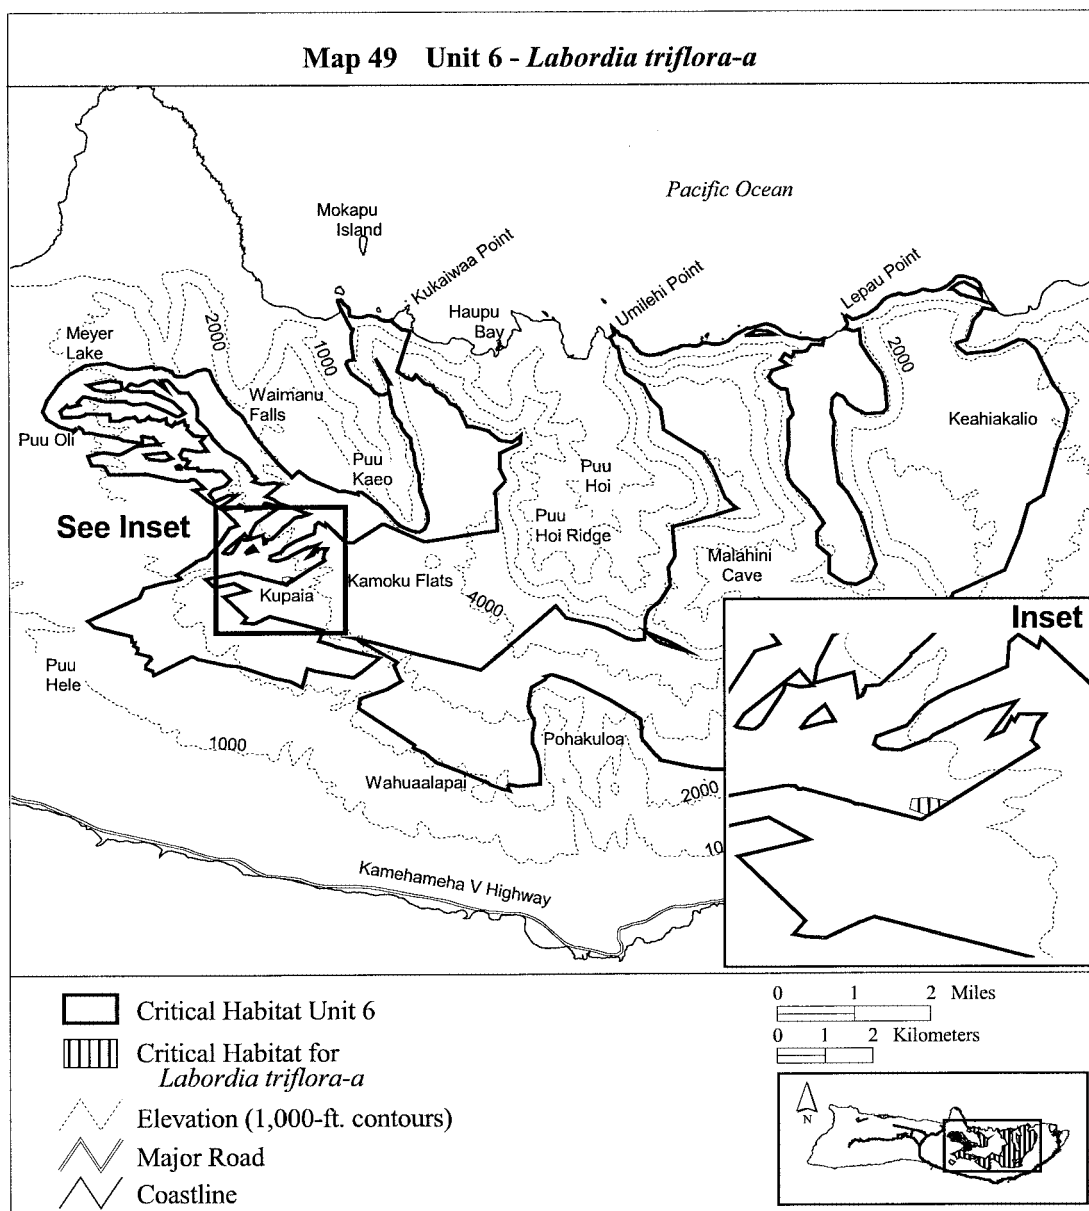 Map 49 Unit 6 - Labordia triflora-a
Pacific Ocean
Mokapu
Island
Kukaiwaa Point
Haupu
Bay
Umilehi Point
Lepau Point
Meyer
Lake
2000
1000
2000
Waimanu
Falls
Keahiakalio
Puu Oli
Puu
Kaeo
Puu
Hoi
See Inset
Puu
Hoi Ridge
Malahini
Cave
Kamoku Flats
Kupaia
4000
Inset
Puu
Hele
1000
Pohakuloa
Wahuaalapai
2000
10
Kamehameha V Highway
Critical Habitat Unit 6
Critical Habitat for
Labordia triflora-a
Elevation (1,000-ft. contours)
Major Road
Coastline
0 1 2 Miles
0 1 2 Kilometers
N